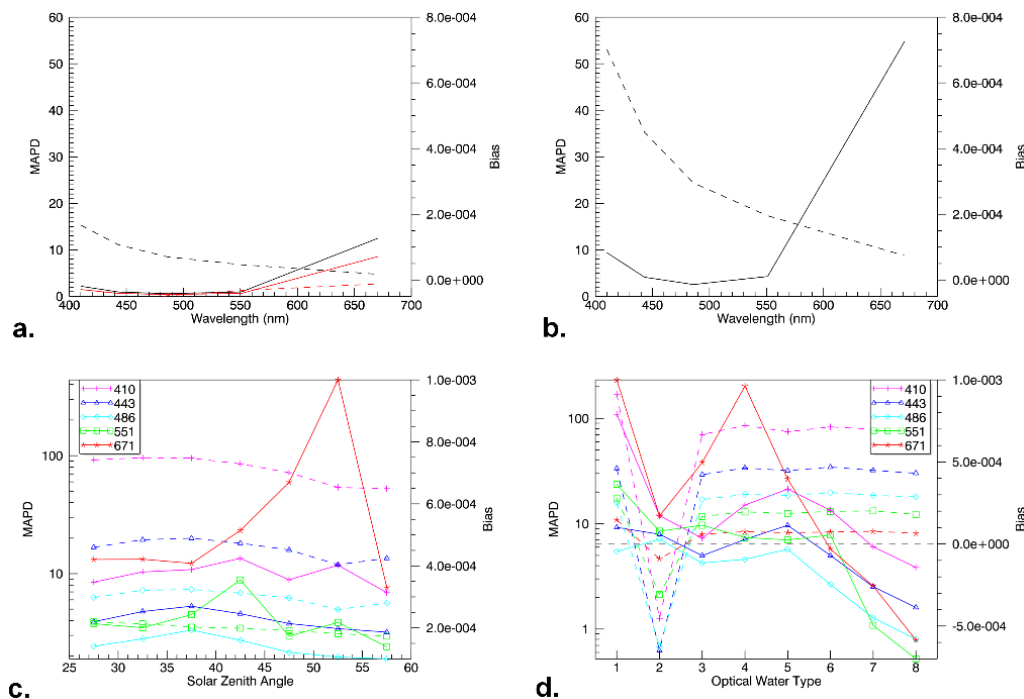 60
50
40
30
20
10
0
MAPD
8.0e-004
6.0e-004
4.0e-004
2.0e-004
0.0e+000
Bias
400 450 500 550 600 650 700
Wavelength (nm)
a.
60
50
40
30
20
10
0
MAPD
8.0e-004
6.0e-004
4.0e-004
2.0e-004
0.0e+000
Bias
400 450 500 550 600 650 700
Wavelength (nm)
b.
410
443
486
551
671
100
10
MAPD
1.0e-003
8.0e-004
6.0e-004
4.0e-004
2.0e-004
Bias
25 30 35 40 45 50 55 60
Solar Zenith Angle
c.
410
443
486
551
671
100
10
1
MAPD
1.0e-003
5.0e-004
0.0e+000
-5.0e-004
Bias
1 2 3 4 5 6 7 8
Optical Water Type
d.